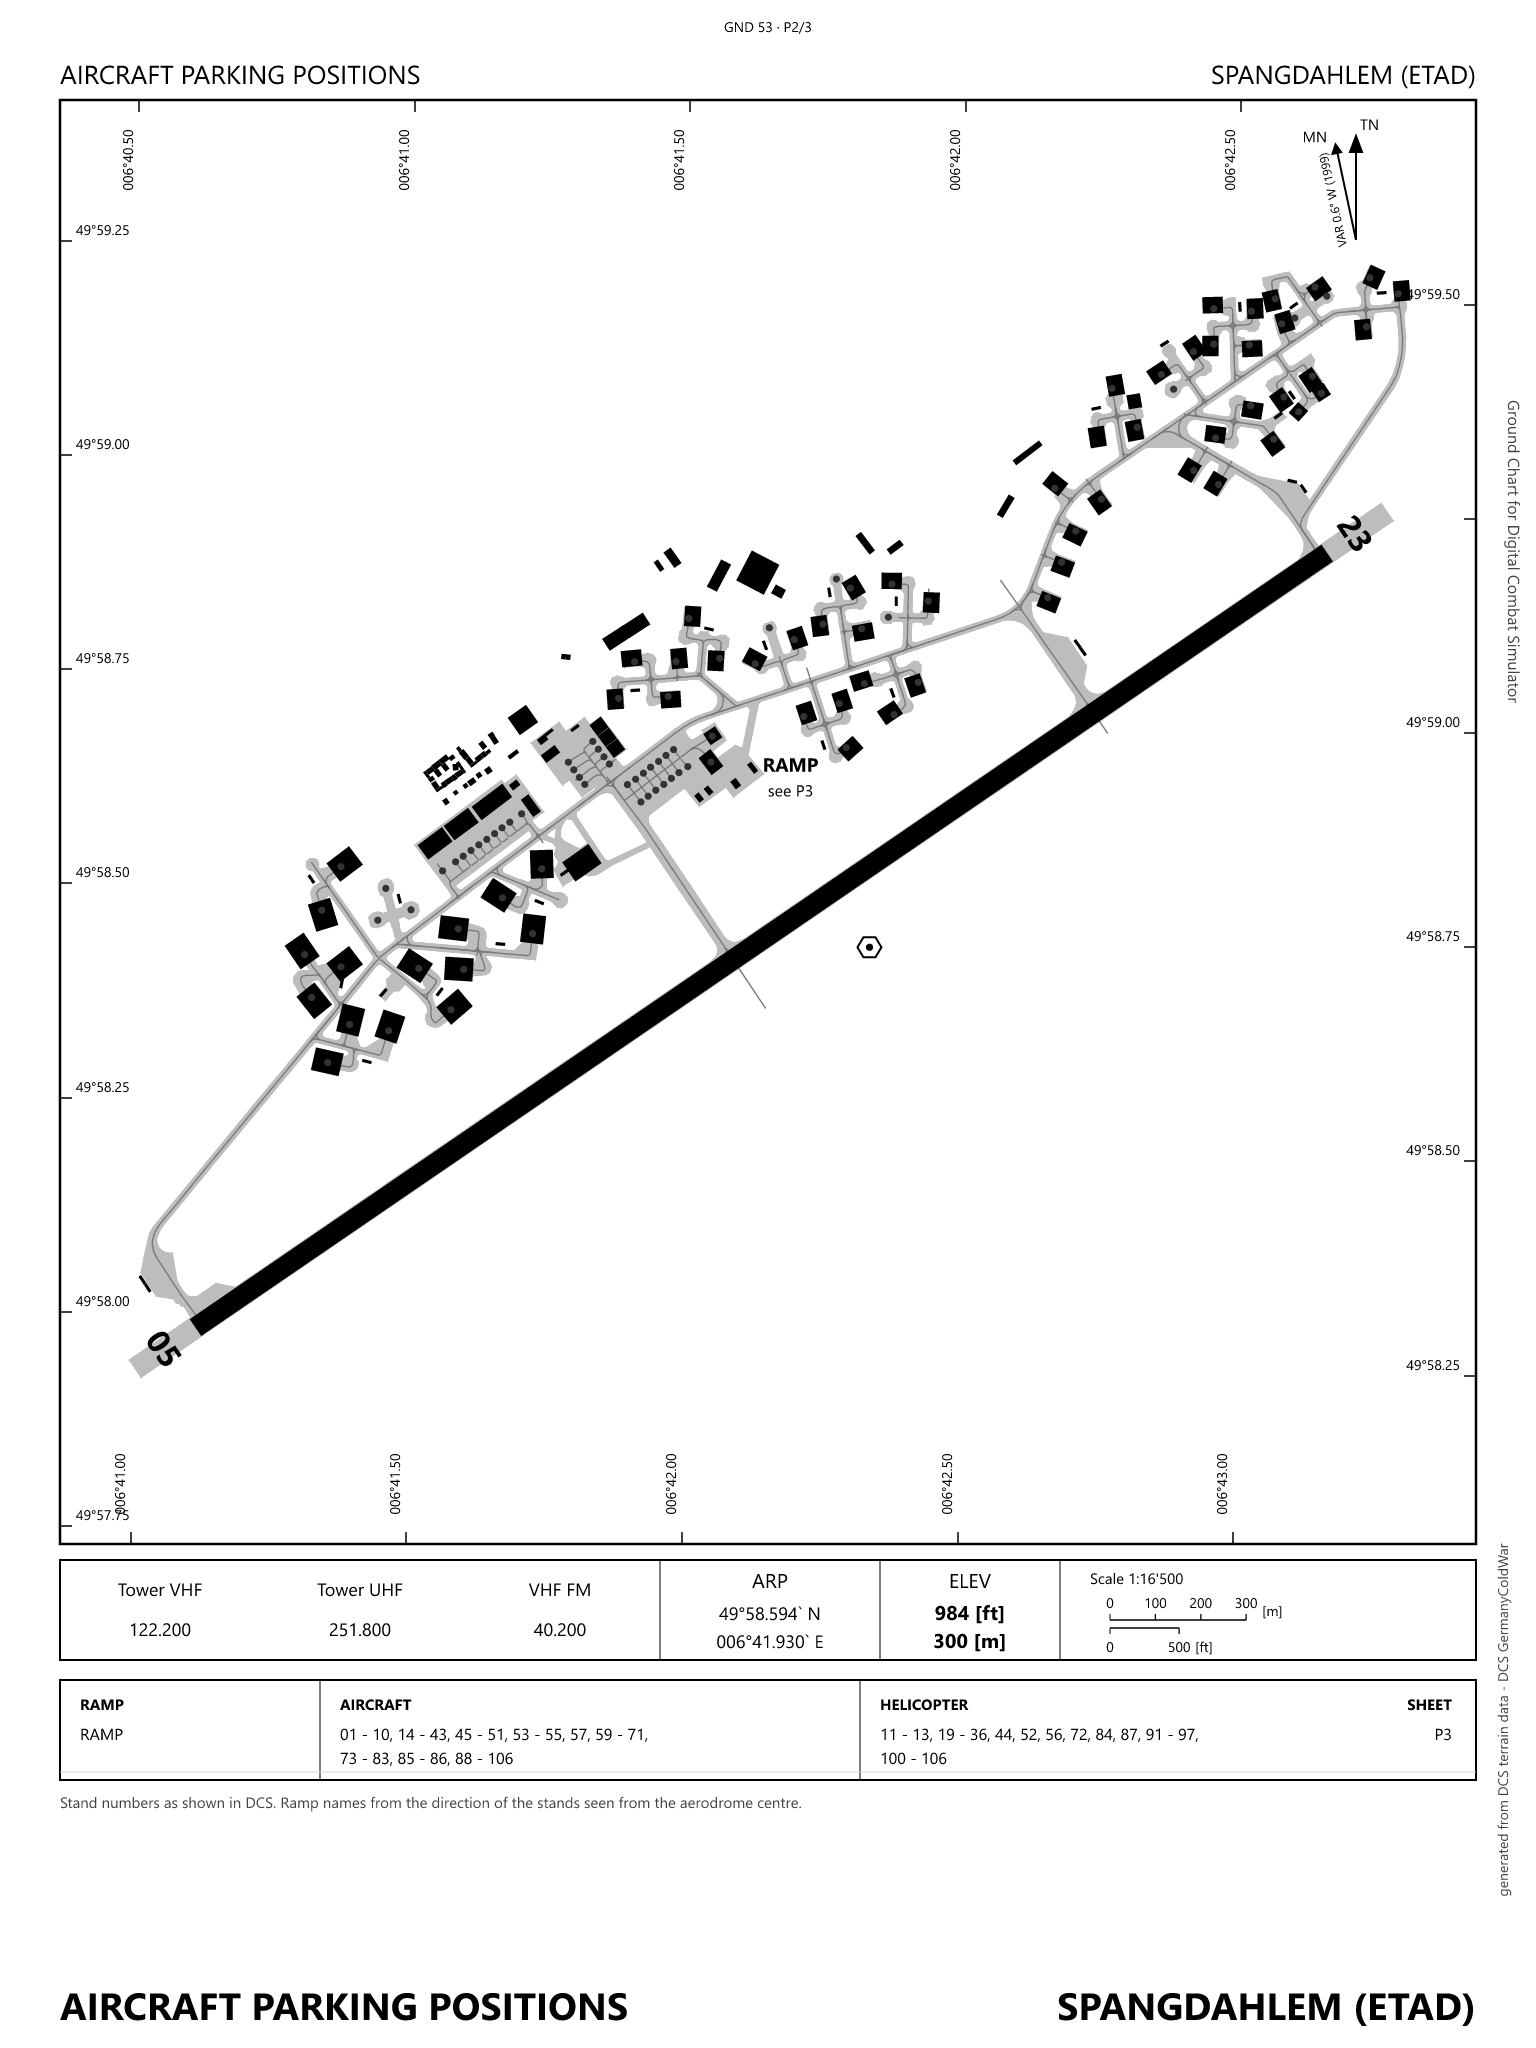 GND 53 · P2/3
AIRCRAFT PARKING POSITIONS
SPANGDAHLEM (ETAD)
006°40.50
006°41.00
006°41.50
006°42.00
006°42.50
MN
TN
VAR 0.6° W (1999)
49°59.25
49°59.50
49°59.00
49°58.75
49°59.00
23
RAMP
see P3
49°58.50
49°58.75
49°58.25
49°58.50
49°58.00
05
49°58.25
006°41.00
006°41.50
006°42.00
006°42.50
006°43.00
49°57.75
Ground Chart for Digital Combat Simulator
generated from DCS terrain data - DCS GermanyColdWar
Tower VHF
122.200
Tower UHF
251.800
VHF FM
40.200
ARP
49°58.594` N
006°41.930` E
ELEV
984 [ft]
300 [m]
Scale 1:16'500
0 100 200 300 [m]
0 500 [ft]
RAMP
RAMP
AIRCRAFT
01 - 10, 14 - 43, 45 - 51, 53 - 55, 57, 59 - 71,
73 - 83, 85 - 86, 88 - 106
HELICOPTER
11 - 13, 19 - 36, 44, 52, 56, 72, 84, 87, 91 - 97,
100 - 106
SHEET
P3
Stand numbers as shown in DCS. Ramp names from the direction of the stands seen from the aerodrome centre.
AIRCRAFT PARKING POSITIONS
SPANGDAHLEM (ETAD)